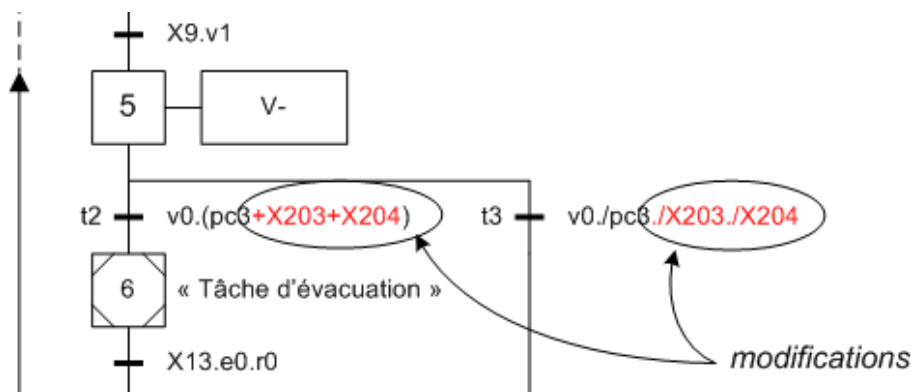 X9.v1
5
V-
t2
v0.(pc3+X203+X204)
t3
v0./pc3./X203./X204
6
« Tâche d'évacuation »
X13.e0.r0
modifications